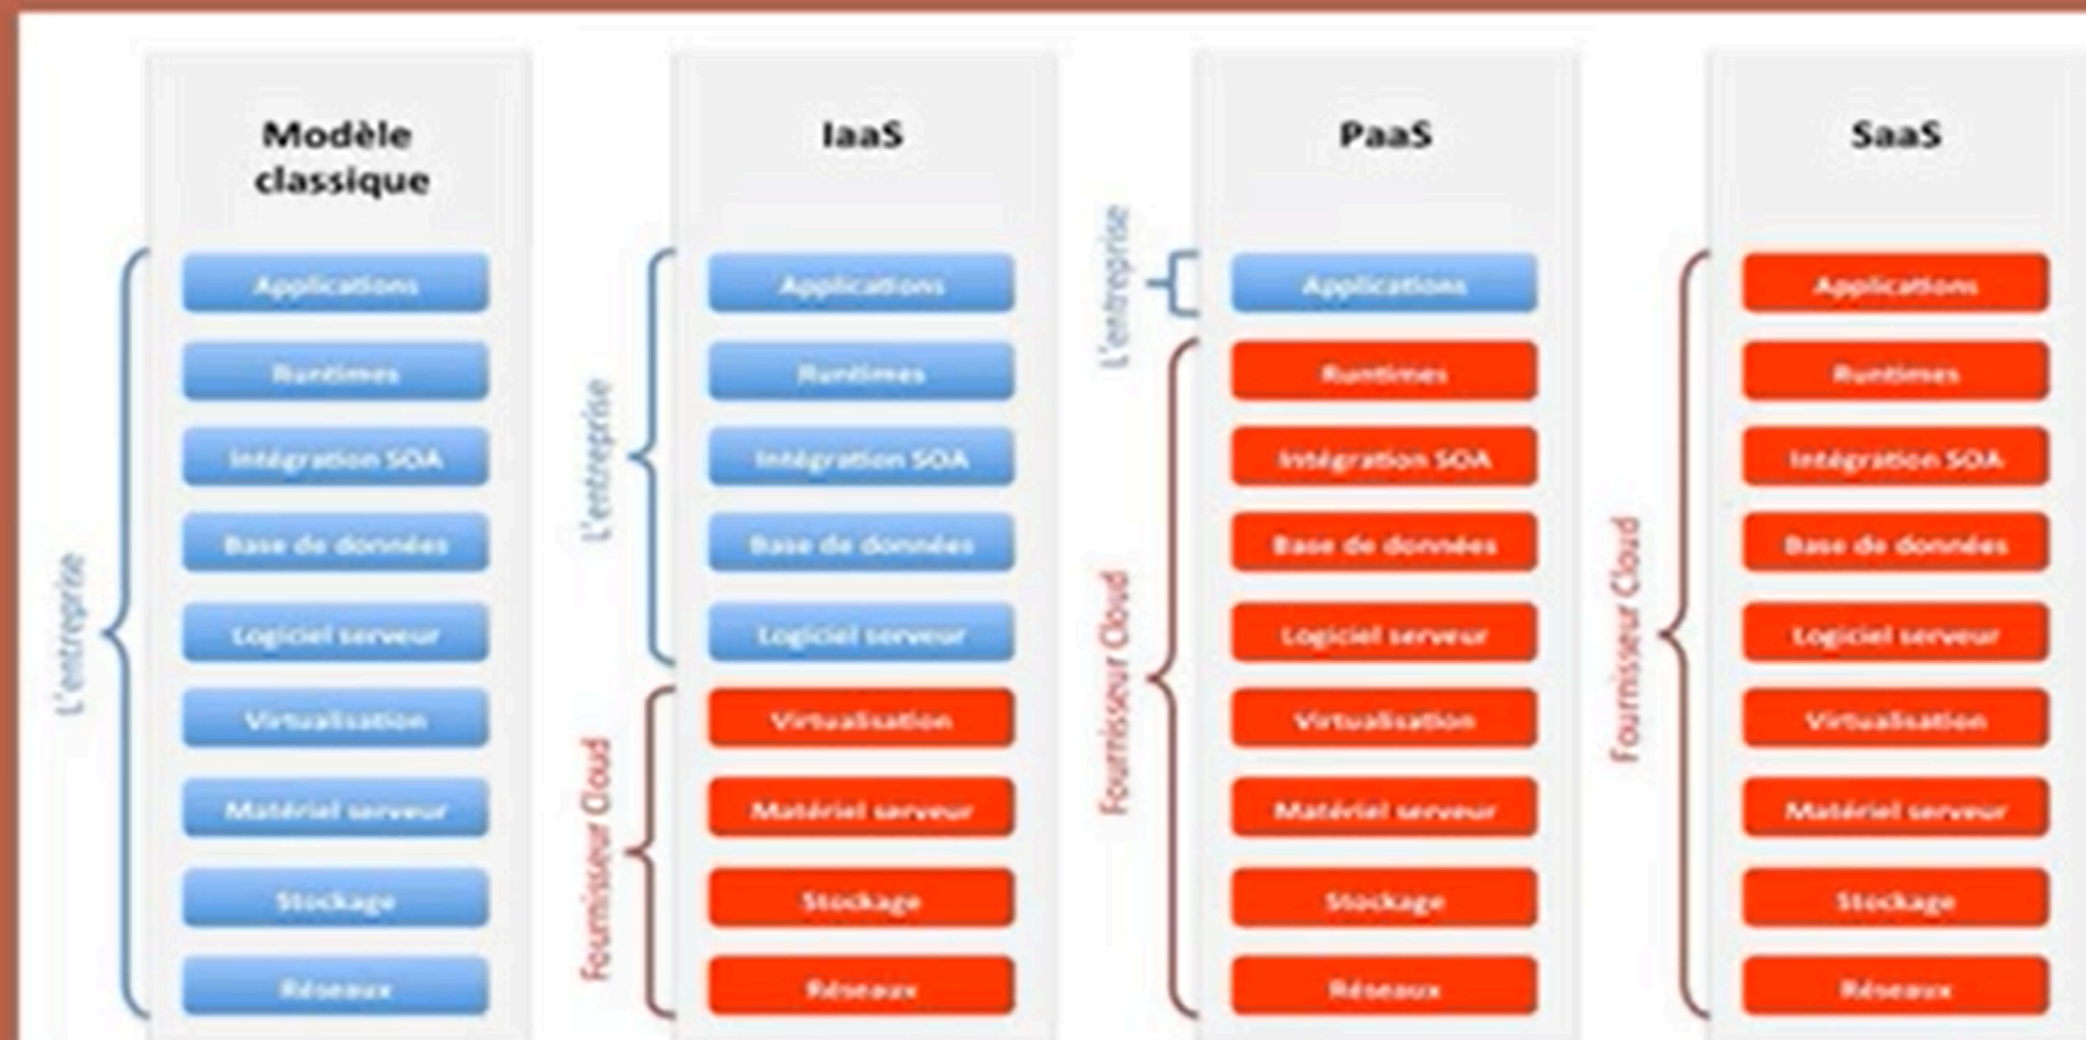 Modèle
classique
L'entreprise
Applications
Runtimes
Intégration SOA
Base de données
Logiciel serveur
Virtualisation
Matériel serveur
Stockage
Réseaux
IaaS
L'entreprise
Fournisseur Cloud
Applications
Runtimes
Intégration SOA
Base de données
Logiciel serveur
Virtualisation
Matériel serveur
Stockage
Réseaux
PaaS
L'entreprise
Fournisseur Cloud
Applications
Runtimes
Intégration SOA
Base de données
Logiciel serveur
Virtualisation
Matériel serveur
Stockage
Réseaux
SaaS
Fournisseur Cloud
Applications
Runtimes
Intégration SOA
Base de données
Logiciel serveur
Virtualisation
Matériel serveur
Stockage
Réseaux